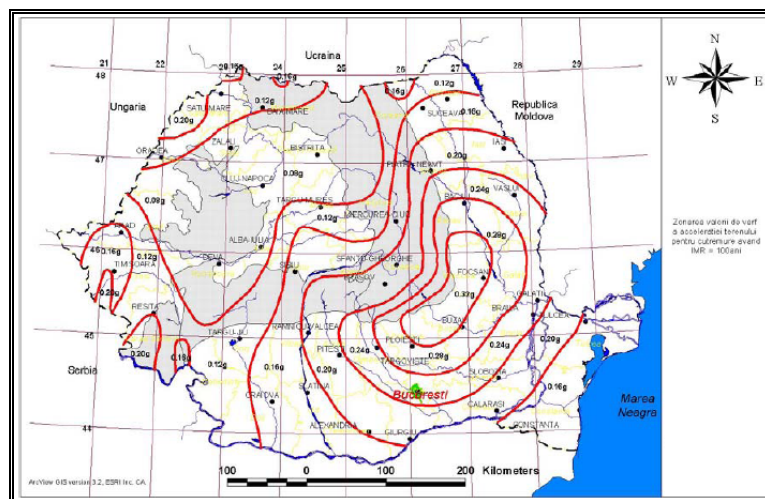 21 22 23 24 25 26 27 28 29
Ucraina
48
0.16g
0.16g
0.12g
0.16g
0.12g
N
W E
S
Ungaria
0.20g
SATU MARE
BAIA MARE
SUCEAVA
0.16g
Republica
Moldova
ORADEA
ZALAU
BISTRITA
IASI
47
0.20g
0.08g
PIATRA NEAMT
CLUJ-NAPOCA
0.24g
VASLUI
0.08g
TARGU-MURES
BACAU
0.12g
MIERCUREA-CIUC
0.28g
Zonarea valorii de varf
a acceleratiei terenului
pentru cutremure avand
IMR = 100ani
ARAD
0.12g
ALBA-IULIA
0.16g
46
DEVA
SFANTU-GHEORGHE
TIMISOARA
SIBIU
FOCSANI
BRASOV
0.20g
0.32g
GALATI
RESITA
BRAILA
TULCEA
BUZAU
45
TARGU-JIU
RAMNICU VALCEA
PLOIESTI
0.20g
PITESTI
0.24g
0.24g
0.20g
0.16g
0.12g
TARGOVISTE
0.28g
Serbia
0.16g
0.20g
SLOBOZIA
0.16g
SLATINA
Bucuresti
Marea
Neagra
CRAIOVA
CALARASI
44
ALEXANDRIA
GIURGIU
CONSTANTA
100 0 100 200 Kilometers
ArcView GIS version 3.2, ESRI Inc. CA